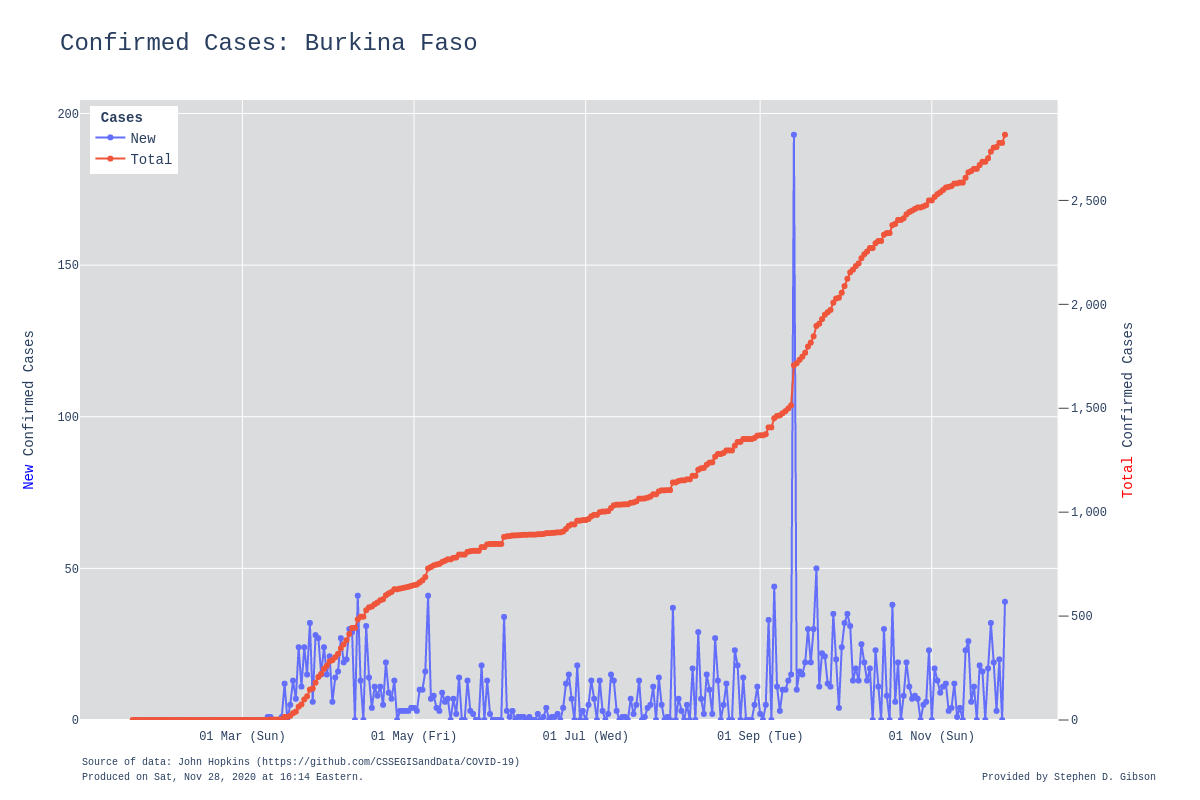 Confirmed Cases: Burkina Faso
Cases
New
Total
200
150
100
50
0
New Confirmed Cases
2,500
2,000
1,500
1,000
500
0
Total Confirmed Cases
01 Mar (Sun)
01 May (Fri)
01 Jul (Wed)
01 Sep (Tue)
01 Nov (Sun)
Source of data: John Hopkins (https://github.com/CSSEGISandData/COVID-19)
Produced on Sat, Nov 28, 2020 at 16:14 Eastern.
Provided by Stephen D. Gibson